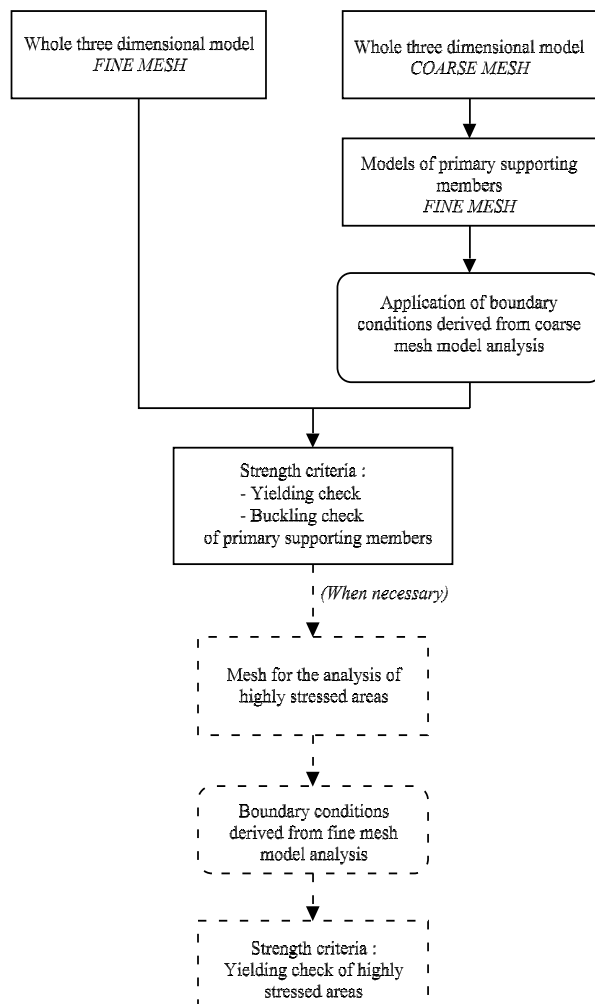 Whole three dimensional model
FINE MESH
Whole three dimensional model
COARSE MESH
Models of primary supporting
members
FINE MESH
Application of boundary
conditions derived from coarse
mesh model analysis
Strength criteria :
- Yielding check
- Buckling check
of primary supporting members
(When necessary)
Mesh for the analysis of
highly stressed areas
Boundary conditions
derived from fine mesh
model analysis
Strength criteria :
Yielding check of highly
stressed areas